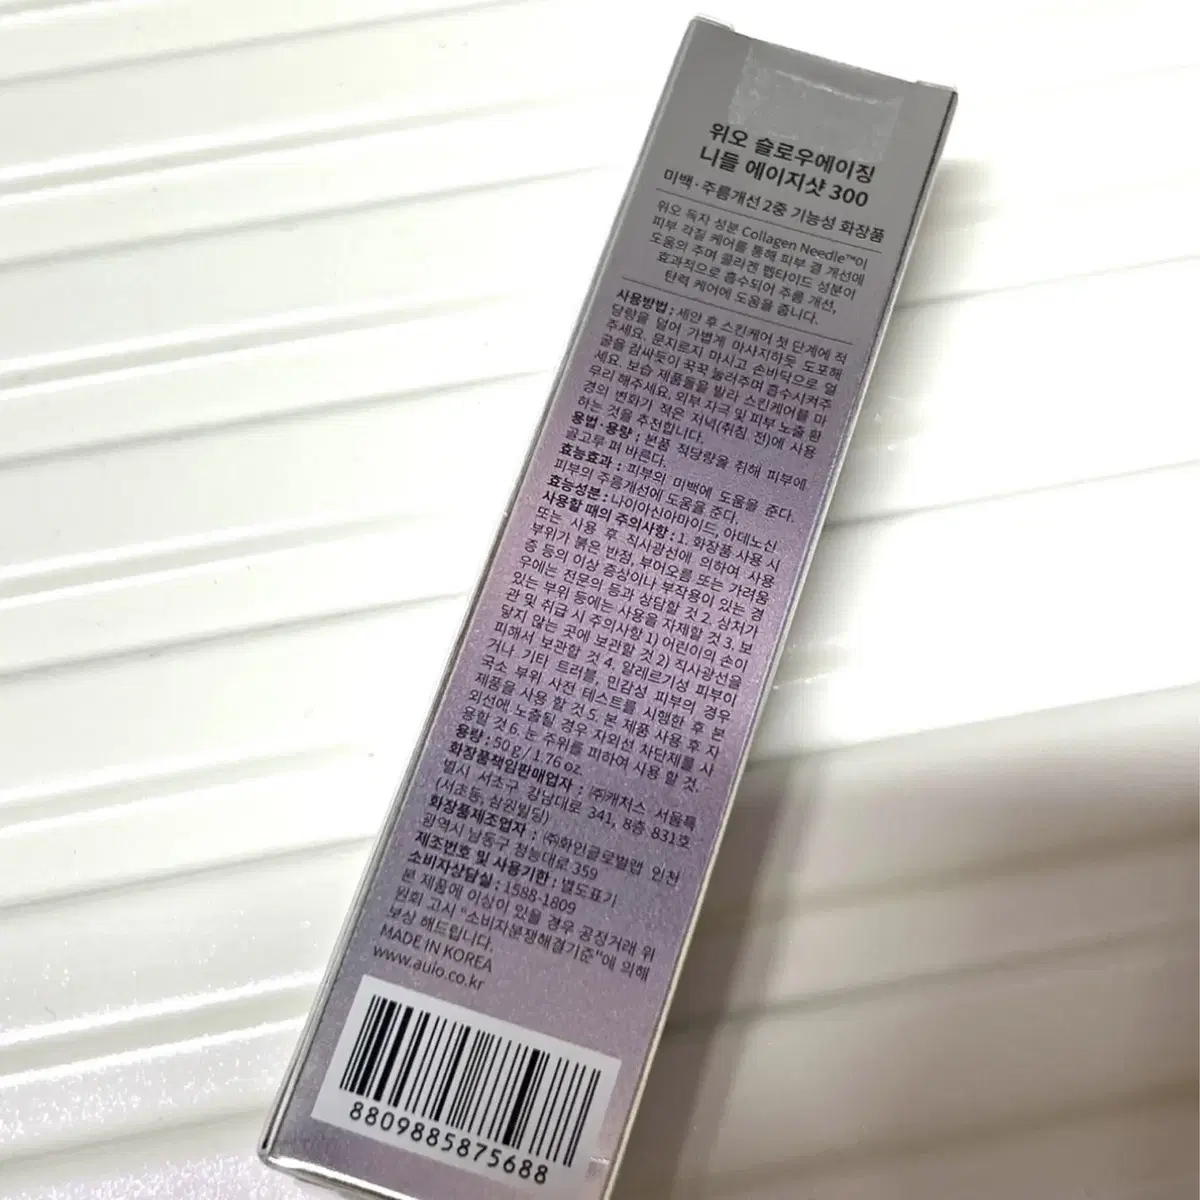 위오 슬로우에이징
니들 에이지샷 300
미백·주름개선 2중 기능성 화장품
위오 독자 성분 Collagen Needle™이
피부 각질 케어를 통해 피부 결 개선에
도움의 주며 콜라겐 펩타이드 성분이
효과적으로 흡수되어 주름 개선,
탄력 케어에 도움을 줍니다.
사용방법 : 세안 후 스킨케어 첫 단계에 적
당량을 덜어 가볍게 마사지하듯 도포해
주세요. 문지르지 마시고 손바닥으로 얼
굴을 감싸듯이 꾹꾹 눌러주며 흡수시켜주
세요. 보습 제품들을 발라 스킨케어를 마
무리 해주세요. 외부 자극 및 피부 노출 환
경의 변화가 적은 저녁(취침 전)에 사용
하는 것을 추천합니다.
용법·용량 : 본품 적당량을 취해 피부에
골고루 펴 바른다.
효능효과 : 피부의 미백에 도움을 준다.
피부의 주름개선에 도움을 준다.
효능성분 : 나이아신아마이드, 아데노신
사용할 때의 주의사항 : 1. 화장품 사용 시
또는 사용 후 직사광선에 의하여 사용
부위가 붉은 반점, 부어오름 또는 가려움
증 등의 이상 증상이나 부작용이 있는 경
우에는 전문의 등과 상담할 것 2. 상처가
있는 부위 등에는 사용을 자제할 것 3. 보
관 및 취급 시 주의사항 1) 어린이의 손이
닿지 않는 곳에 보관할 것 2) 직사광선을
피해서 보관할 것 4. 알레르기성 피부이
거나 기타 트러블, 민감성 피부의 경우
국소 부위 사전 테스트를 시행한 후 본
제품을 사용 할 것 5. 본 제품 사용 후 자
외선에 노출될 경우 자외선 차단제를 사
용할 것 6. 눈 주위를 피하여 사용 할 것.
용량 : 50 g / 1.76 oz.
화장품책임판매업자 : ㈜캐처스 서울특
별시 서초구 강남대로 341, 8층 831호
(서초동, 삼원빌딩)
화장품제조업자 : ㈜화인글로벌랩 인천
광역시 남동구 청능대로 359
제조번호 및 사용기한 : 별도표기
소비자상담실 : 1588-1809
본 제품에 이상이 있을 경우 공정거래 위
원회 고시 "소비자분쟁해결기준"에 의해
보상 해드립니다.
MADE IN KOREA
www.auio.co.kr
8809885875688